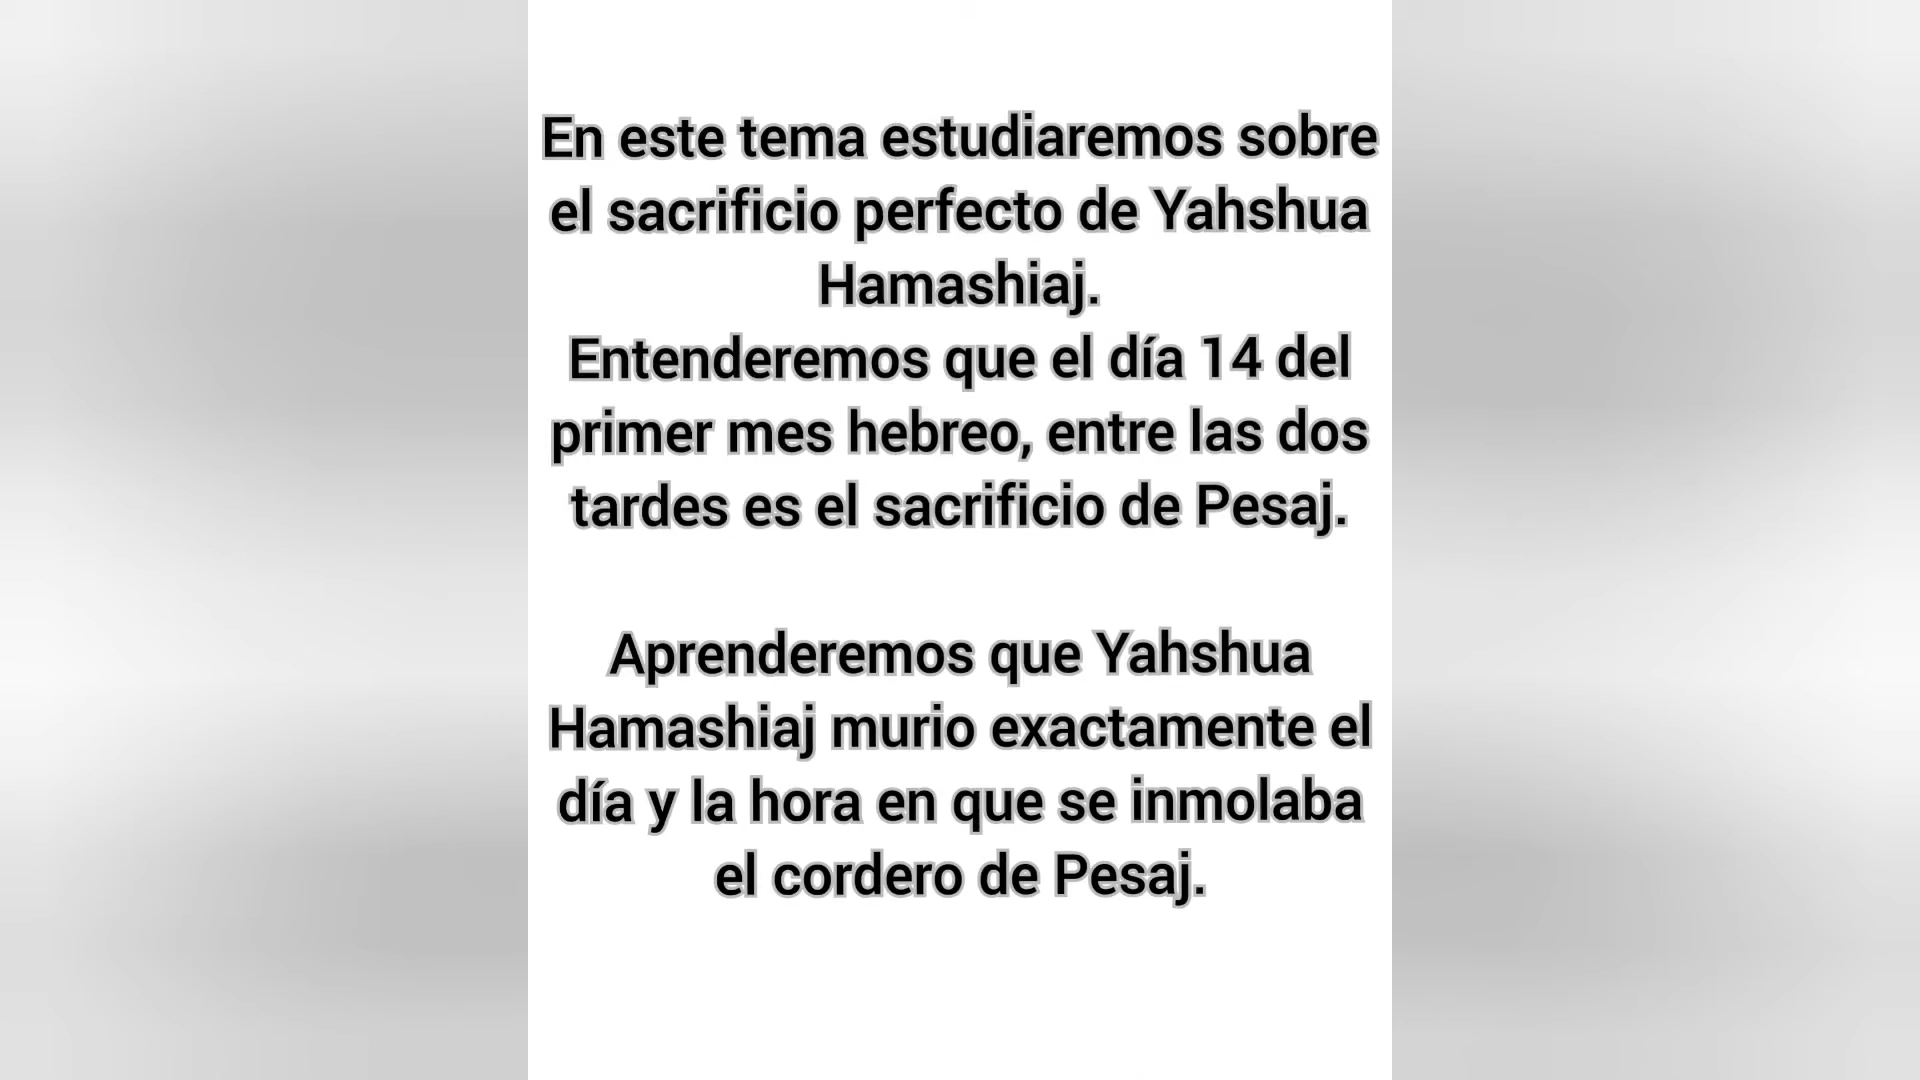 En este tema estudiaremos sobre
el sacrificio perfecto de Yahshua
Hamashiaj.
Entenderemos que el día 14 del
primer mes hebreo, entre las dos
tardes es el sacrificio de Pesaj.
Aprenderemos que Yahshua
Hamashiaj murio exactamente el
día y la hora en que se inmolaba
el cordero de Pesaj.